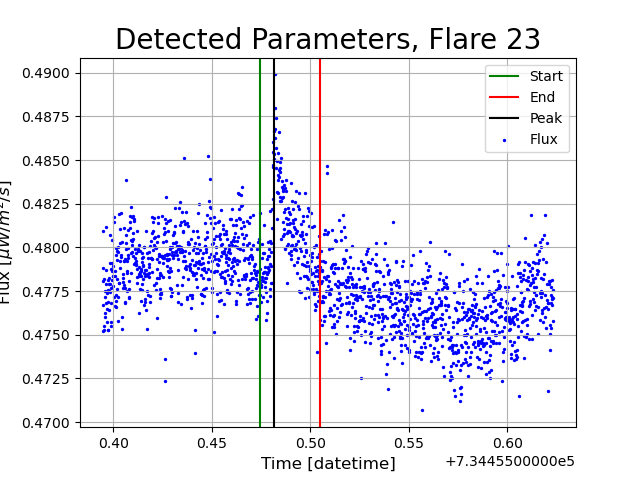 Detected Parameters, Flare 23
Flux [μW/m²/s]
0.4900
0.4875
0.4850
0.4825
0.4800
0.4775
0.4750
0.4725
0.4700
Start
End
Peak
Flux
0.40 0.45 0.50 0.55 0.60
+7.3445500000e5
Time [datetime]